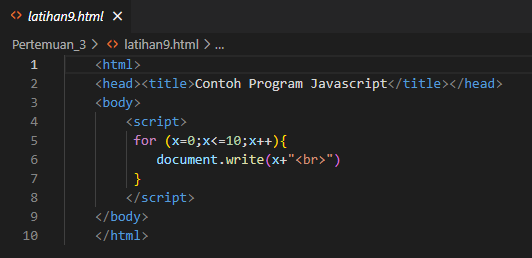 <> latihan9.html ×
Pertemuan_3 > <> latihan9.html > ...
1 <html>
2 <head><title>Contoh Program Javascript</title></head>
3 <body>
4 <script>
5 for (x=0;x<=10;x++){
6 document.write(x+"<br>")
7 }
8 </script>
9 </body>
10 </html>